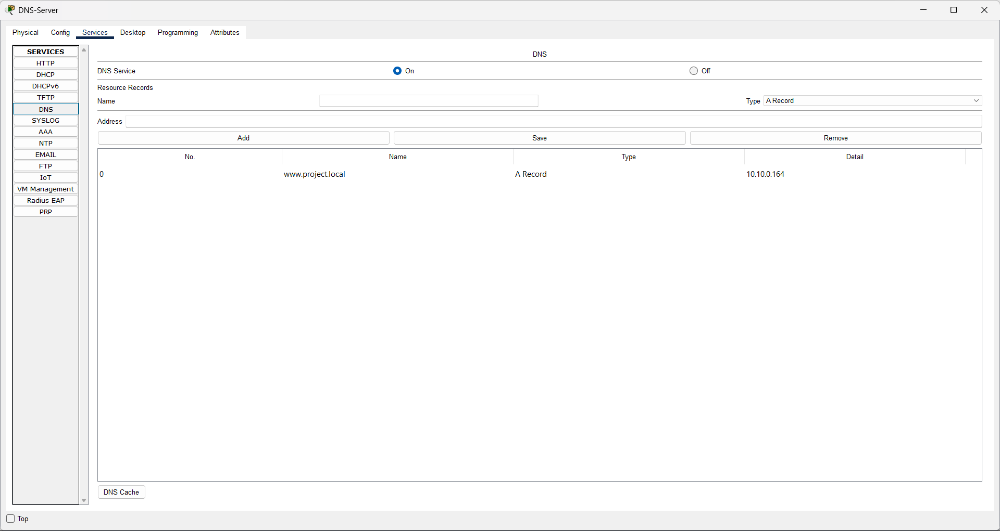 DNS-Server
Physical Config Services Desktop Programming Attributes
SERVICES
HTTP
DHCP
DHCPv6
TFTP
DNS
SYSLOG
AAA
NTP
EMAIL
FTP
IoT
VM Management
Radius EAP
PRP
DNS
DNS Service On Off
Resource Records
Name Type A Record
Address
Add Save Remove
No. Name Type Detail
0 www.project.local A Record 10.10.0.164
DNS Cache
Top